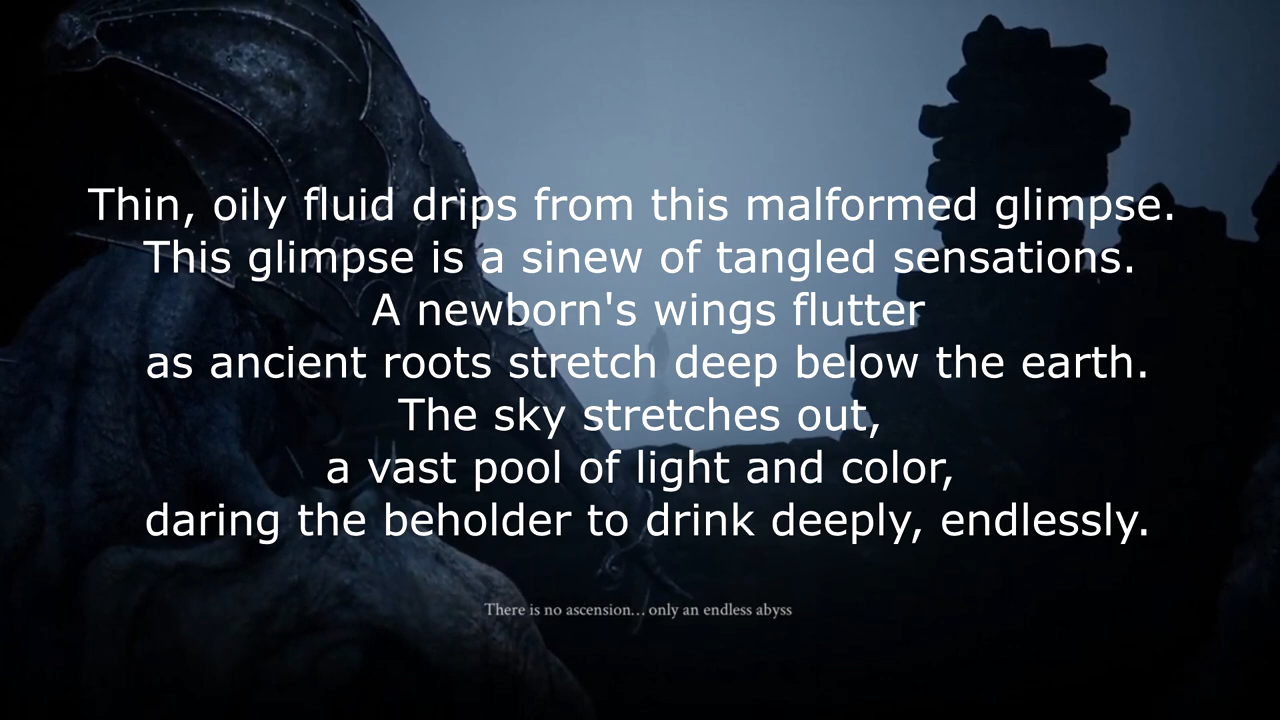 Thin, oily fluid drips from this malformed glimpse.
This glimpse is a sinew of tangled sensations.
A newborn's wings flutter
as ancient roots stretch deep below the earth.
The sky stretches out,
a vast pool of light and color,
daring the beholder to drink deeply, endlessly.
There is no ascension... only an endless abyss